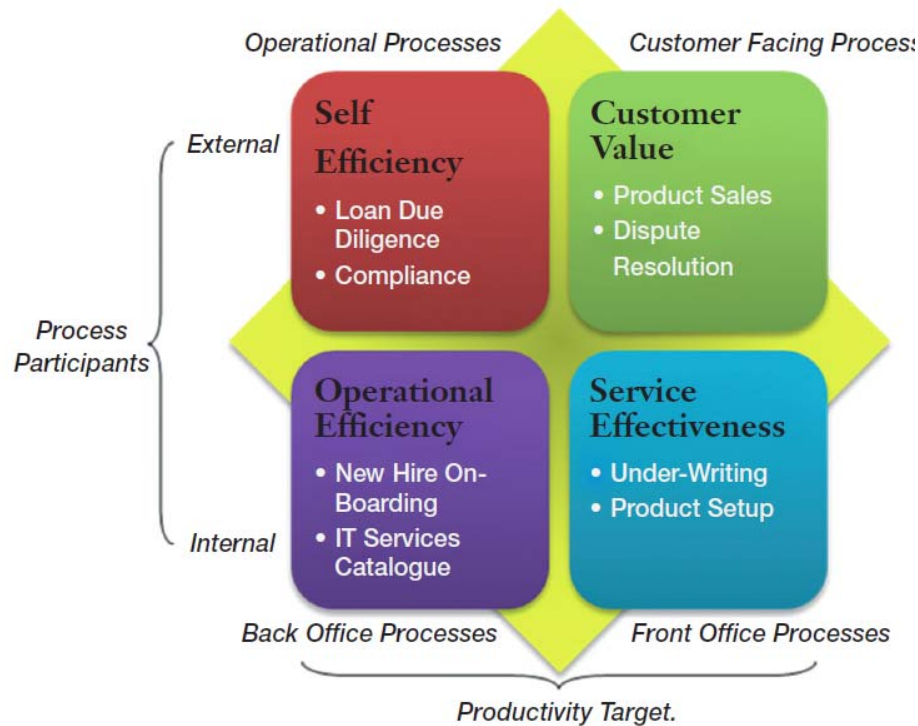 Operational Processes
Customer Facing Process
External
Self
Efficiency
• Loan Due
Diligence
• Compliance
Customer
Value
• Product Sales
• Dispute
Resolution
Process
Participants
Operational
Efficiency
• New Hire On-
Boarding
• IT Services
Catalogue
Service
Effectiveness
• Under-Writing
• Product Setup
Internal
Back Office Processes
Front Office Processes
Productivity Target.